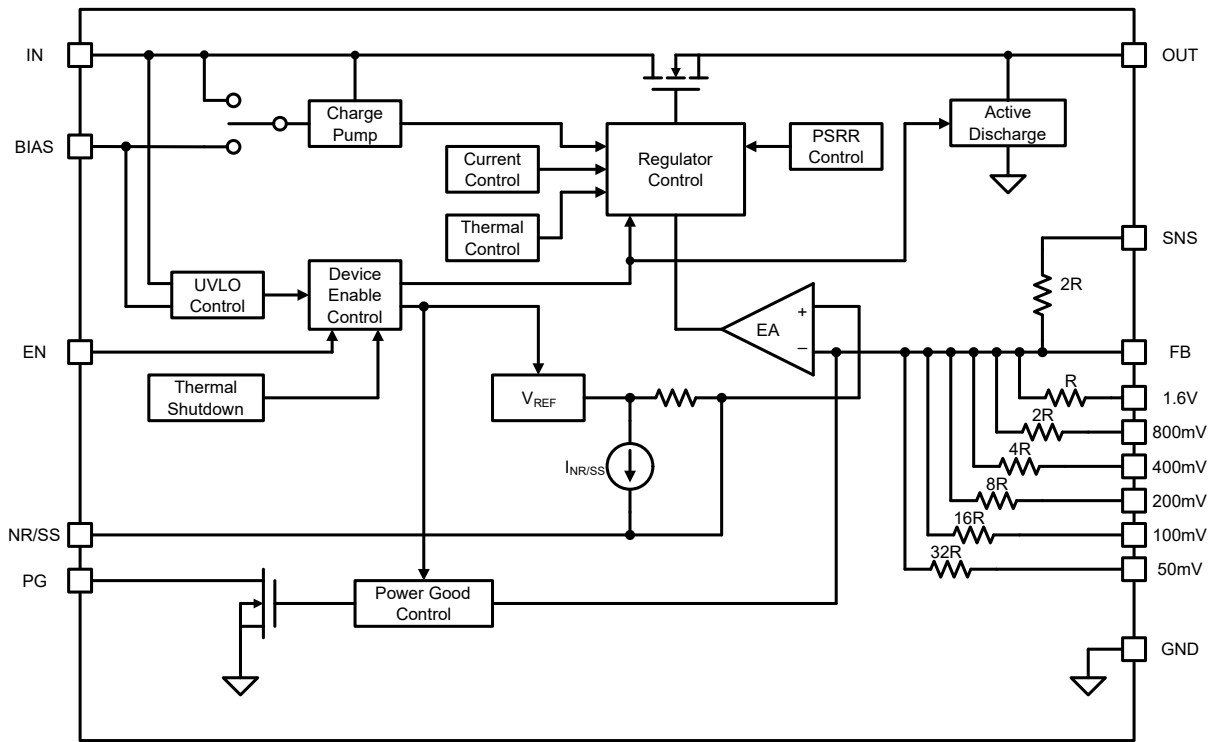 IN
OUT
Charge
Pump
Active
Discharge
BIAS
Current
Control
Regulator
Control
PSRR
Control
Thermal
Control
SNS
UVLO
Control
Device
Enable
Control
2R
EA
+
–
EN
FB
Thermal
Shutdown
VREF
R
1.6V
2R
800mV
INR/SS
4R
400mV
8R
200mV
NR/SS
16R
100mV
PG
32R
50mV
Power Good
Control
GND